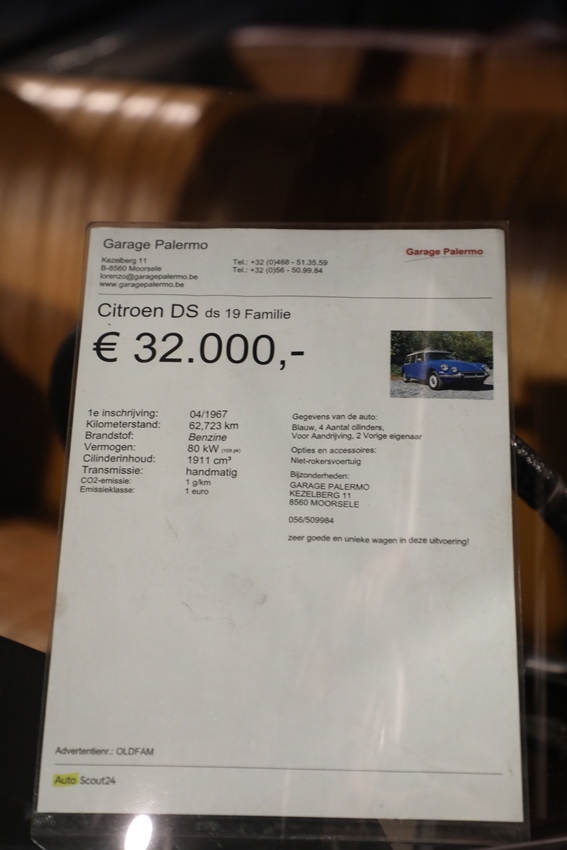 Garage Palermo
Kezelberg 11
B-8560 Moorsele
lorenzo@garagepalermo.be
www.garagepalermo.be
Tel.: +32 (0)468 - 51.35.59
Tel.: +32 (0)56 - 50.99.84
Garage Palermo
Citroen DS ds 19 Familie
€ 32.000,-
1e inschrijving: 04/1967
Kilometerstand: 62,723 km
Brandstof: Benzine
Vermogen: 80 kW (109 pk)
Cilinderinhoud: 1911 cm³
Transmissie: handmatig
CO2-emissie: 1 g/km
Emissieklasse: 1 euro
Gegevens van de auto:
Blauw, 4 Aantal cilinders,
Voor Aandrijving, 2 Vorige eigenaar
Opties en accessoires:
Niet-rokersvoertuig
Bijzonderheden:
GARAGE PALERMO
KEZELBERG 11
8560 MOORSELE
056/509984
zeer goede en unieke wagen in deze uitvoering!
Advertentienr.: OLDFAM
AutoScout24